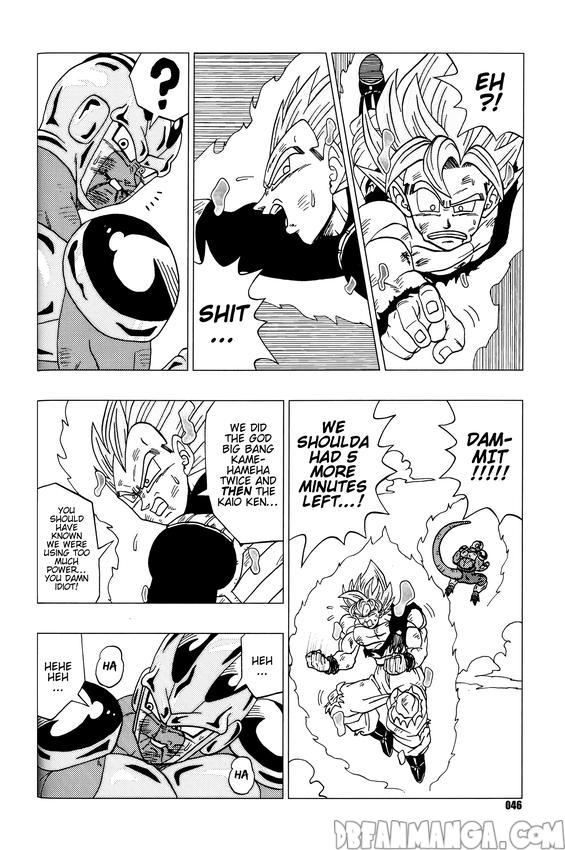 EH
?!
SHIT
...
?
DAM-
MIT
!!!!!
WE
SHOULDA
HAD 5
MORE
MINUTES
LEFT...!
WE DID
THE GOD
BIG BANG
KAME-
HAMEHA
TWICE AND
THEN THE
KAIO KEN...
YOU
SHOULD
HAVE
KNOWN
WE WERE
USING TOO
MUCH
POWER...
YOU DAMN
IDIOT!
HEH
...
HA
HEHE
HEH
...
HA
046
DBFANMANGA.COM